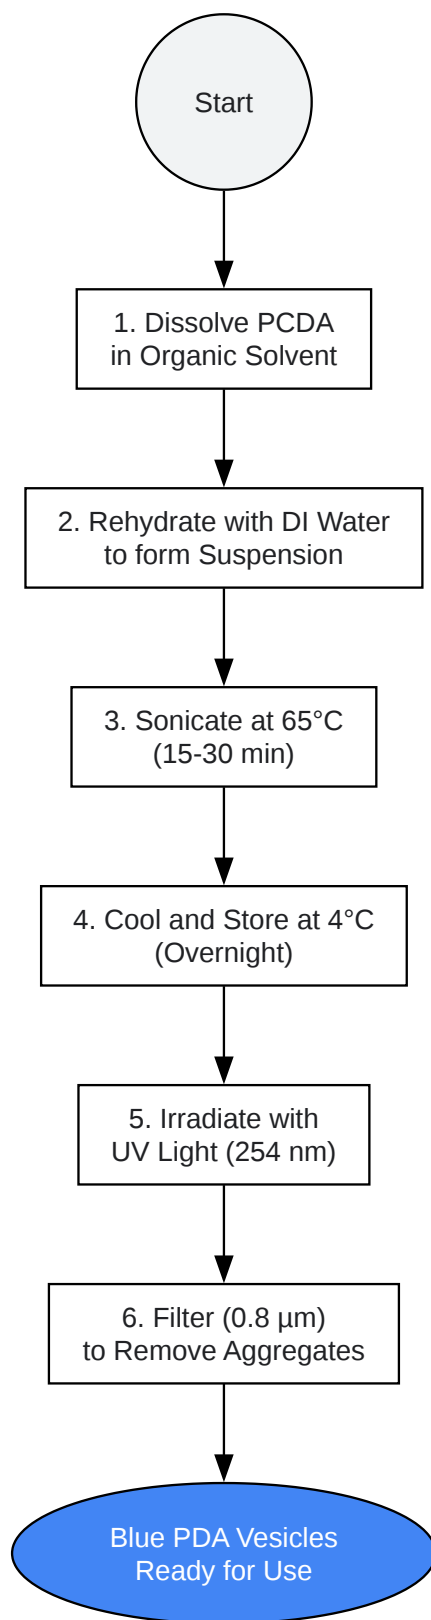 Start
1. Dissolve PCDA
in Organic Solvent
2. Rehydrate with DI Water
to form Suspension
3. Sonicate at 65°C
(15-30 min)
4. Cool and Store at 4°C
(Overnight)
5. Irradiate with
UV Light (254 nm)
6. Filter (0.8 µm)
to Remove Aggregates
Blue PDA Vesicles
Ready for Use